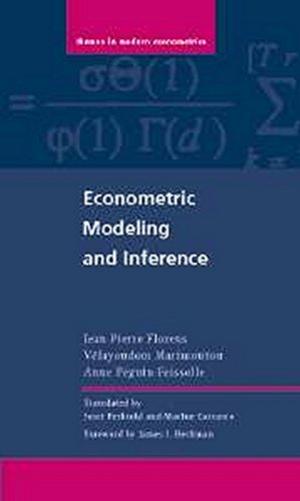 themes in modern econometrics
= σΘ(1) / φ(1) Γ(d) Σ [T
k =
Econometric
Modeling
and Inference
Jean-Pierre Florens
Vêlayoudom Marimoutou
Anne Péguin-Feissolle
Translated by
Josef Perktold and Marine Carrasco
Foreword by James J. Heckman